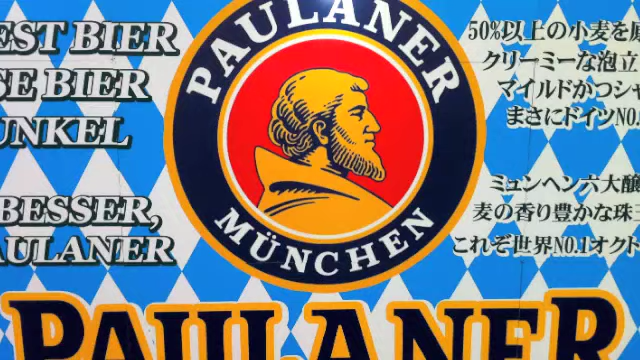 EST BIER
SE BIER
UNKEL
BESSER,
AULANER
PAULANER
MÜNCHEN
50%以上の小麦を
クリーミーな泡立
マイルドかつシャ
まさにドイツNO.1
ミュンヘン六大醸
麦の香り豊かな珠
これぞ世界NO.1オクト
PAULANER